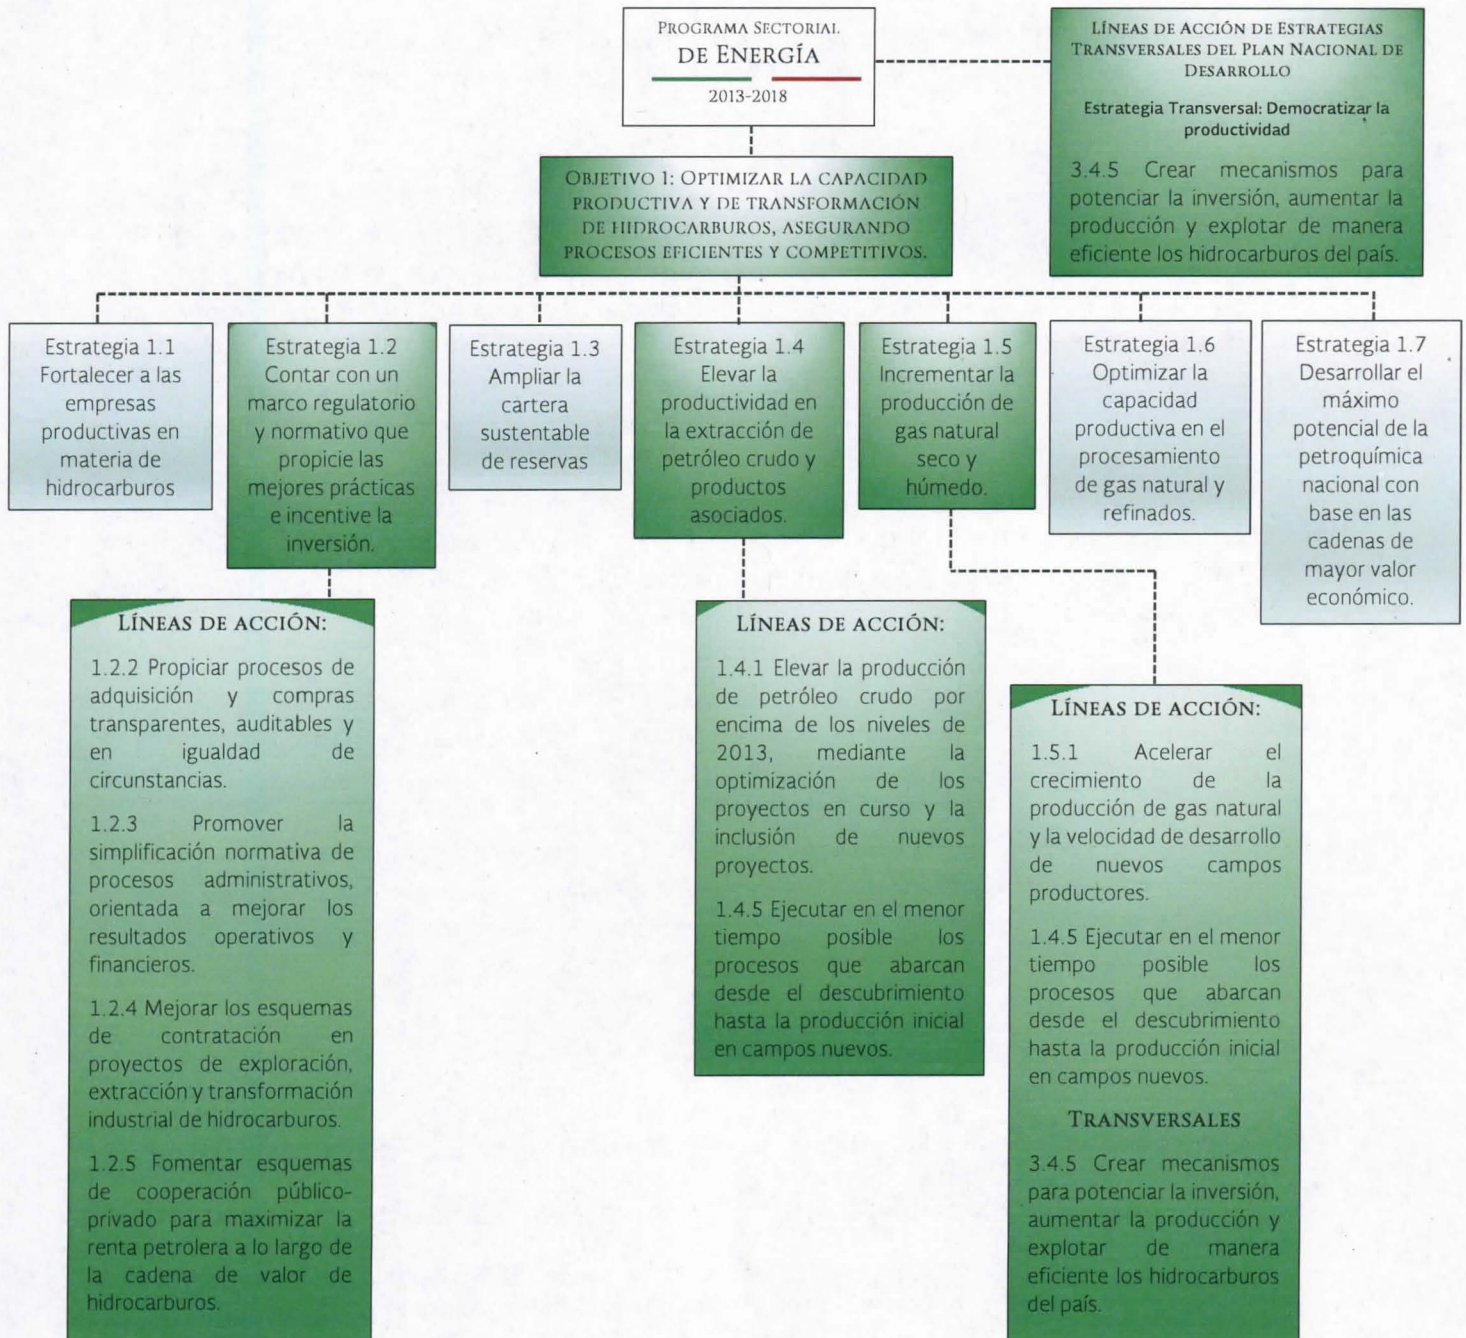 PROGRAMA SECTORIAL
DE ENERGÍA
2013-2018
LÍNEAS DE ACCIÓN DE ESTRATEGIAS
TRANSVERSALES DEL PLAN NACIONAL DE
DESARROLLO
Estrategia Transversal: Democratizar la
productividad
3.4.5 Crear mecanismos para
potenciar la inversión, aumentar la
producción y explotar de manera
eficiente los hidrocarburos del país.
OBJETIVO 1: OPTIMIZAR LA CAPACIDAD
PRODUCTIVA Y DE TRANSFORMACIÓN
DE HIDROCARBUROS, ASEGURANDO
PROCESOS EFICIENTES Y COMPETITIVOS.
Estrategia 1.1
Fortalecer a las
empresas
productivas en
materia de
hidrocarburos
Estrategia 1.2
Contar con un
marco regulatorio
y normativo que
propicie las
mejores prácticas
e incentive la
inversión.
Estrategia 1.3
Ampliar la
cartera
sustentable
de reservas
Estrategia 1.4
Elevar la
productividad en
la extracción de
petróleo crudo y
productos
asociados.
Estrategia 1.5
Incrementar la
producción de
gas natural
seco y
húmedo.
Estrategia 1.6
Optimizar la
capacidad
productiva en el
procesamiento
de gas natural y
refinados.
Estrategia 1.7
Desarrollar el
máximo
potencial de la
petroquímica
nacional con
base en las
cadenas de
mayor valor
económico.
LÍNEAS DE ACCIÓN:
1.2.2 Propiciar procesos de
adquisición y compras
transparentes, auditables y
en igualdad de
circunstancias.
1.2.3 Promover la
simplificación normativa de
procesos administrativos,
orientada a mejorar los
resultados operativos y
financieros.
1.2.4 Mejorar los esquemas
de contratación en
proyectos de exploración,
extracción y transformación
industrial de hidrocarburos.
1.2.5 Fomentar esquemas
de cooperación público-
privado para maximizar la
renta petrolera a lo largo de
la cadena de valor de
hidrocarburos.
LÍNEAS DE ACCIÓN:
1.4.1 Elevar la producción
de petróleo crudo por
encima de los niveles de
2013, mediante la
optimización de los
proyectos en curso y la
inclusión de nuevos
proyectos.
1.4.5 Ejecutar en el menor
tiempo posible los
procesos que abarcan
desde el descubrimiento
hasta la producción inicial
en campos nuevos.
LÍNEAS DE ACCIÓN:
1.5.1 Acelerar el
crecimiento de la
producción de gas natural
y la velocidad de desarrollo
de nuevos campos
productores.
1.4.5 Ejecutar en el menor
tiempo posible los
procesos que abarcan
desde el descubrimiento
hasta la producción inicial
en campos nuevos.
TRANSVERSALES
3.4.5 Crear mecanismos
para potenciar la inversión,
aumentar la producción y
explotar de manera
eficiente los hidrocarburos
del país.